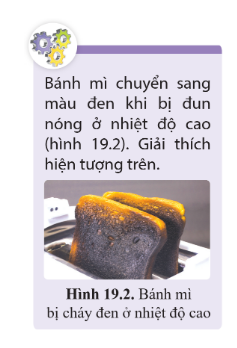 Bánh mì chuyển sang
màu đen khi bị đun
nóng ở nhiệt độ cao
(hình 19.2). Giải thích
hiện tượng trên.
Hình 19.2. Bánh mì
bị cháy đen ở nhiệt độ cao